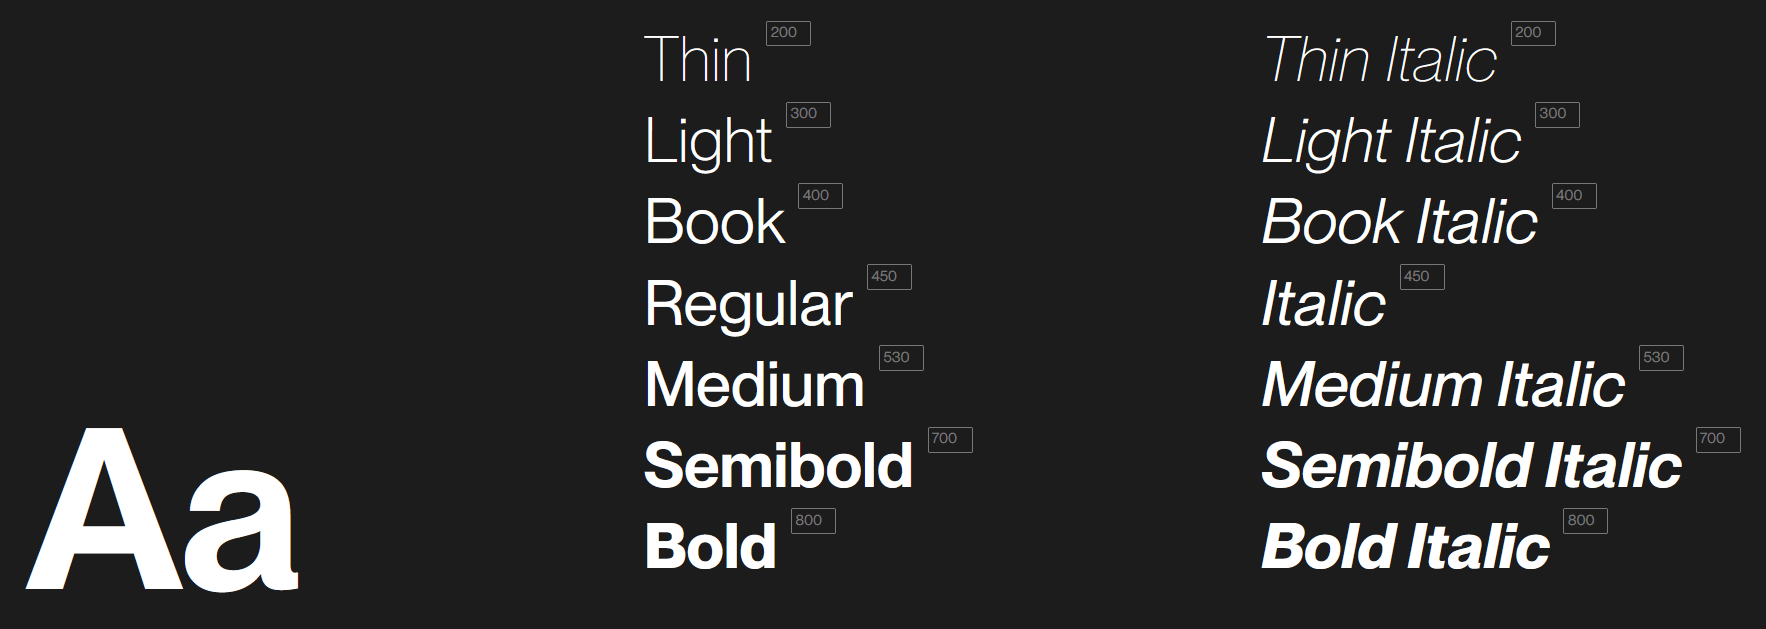 Aa
Thin 200
Light 300
Book 400
Regular 450
Medium 530
Semibold 700
Bold 800
Thin Italic 200
Light Italic 300
Book Italic 400
Italic 450
Medium Italic 530
Semibold Italic 700
Bold Italic 800